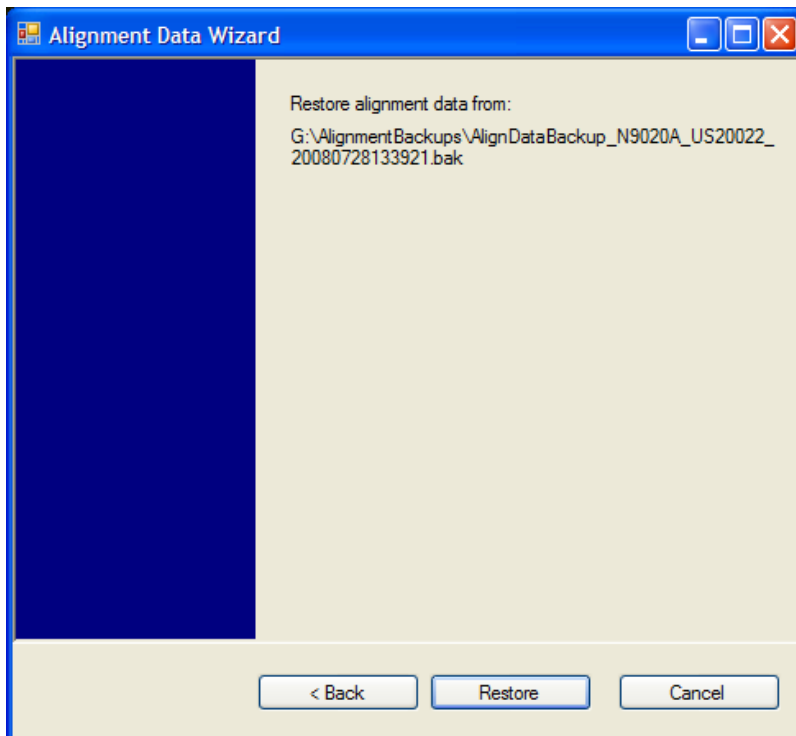 Alignment Data Wizard
Restore alignment data from:
G:\AlignmentBackups\AlignDataBackup_N9020A_US20022_
20080728133921.bak
< Back
Restore
Cancel